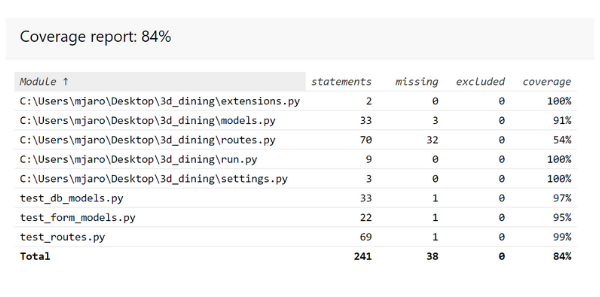 Coverage report: 84%
Module ↑ statements missing excluded coverage
C:\Users\mjaro\Desktop\3d_dining\extensions.py 2 0 0 100%
C:\Users\mjaro\Desktop\3d_dining\models.py 33 3 0 91%
C:\Users\mjaro\Desktop\3d_dining\routes.py 70 32 0 54%
C:\Users\mjaro\Desktop\3d_dining\run.py 9 0 0 100%
C:\Users\mjaro\Desktop\3d_dining\settings.py 3 0 0 100%
test_db_models.py 33 1 0 97%
test_form_models.py 22 1 0 95%
test_routes.py 69 1 0 99%
Total 241 38 0 84%